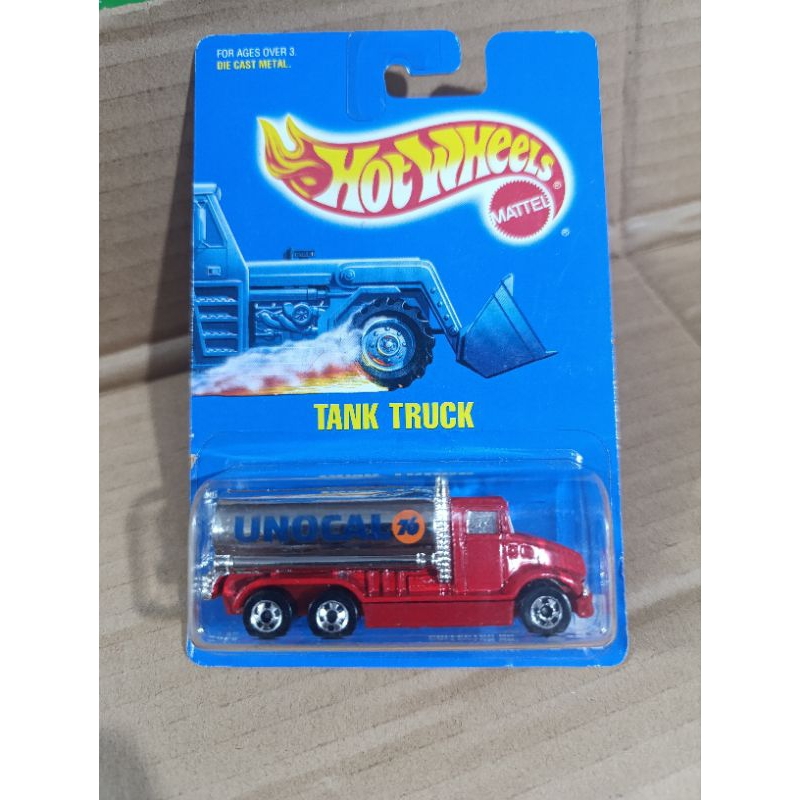 FOR AGES OVER 3.
DIE CAST METAL.
HOT WHEELS®
MATTEL
®
TANK TRUCK
UNOCAL 76